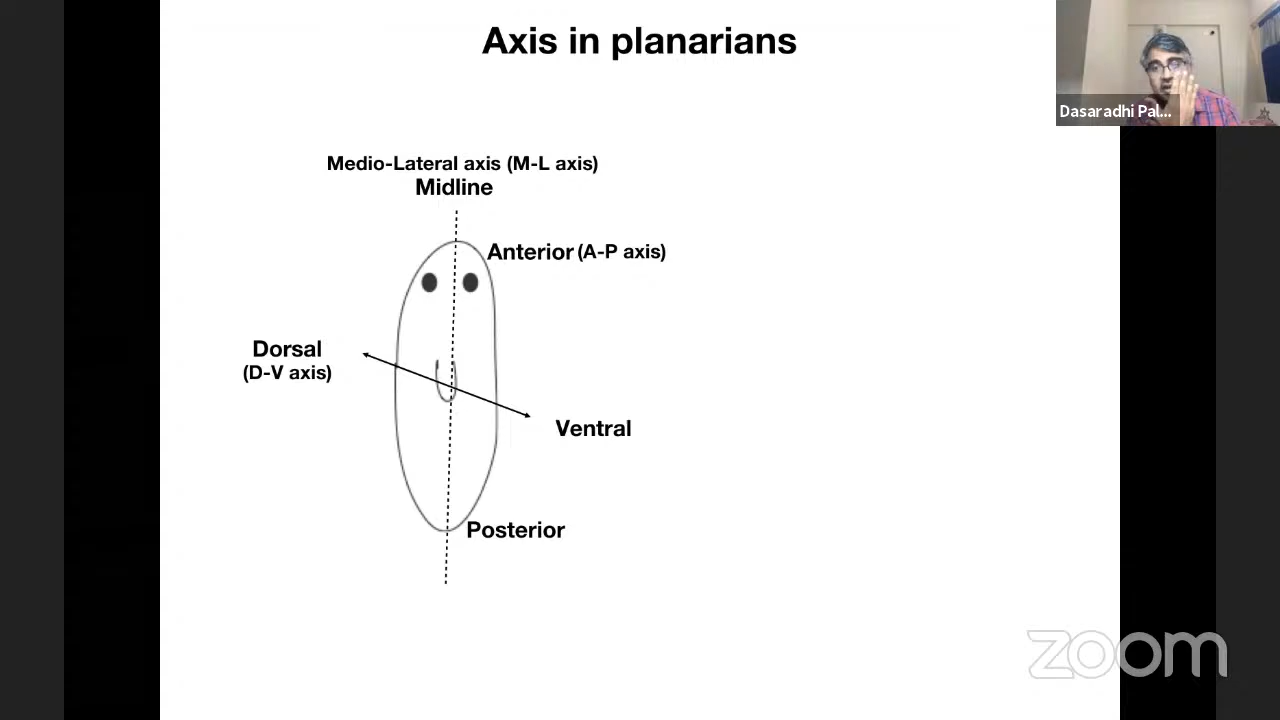 Axis in planarians
Dasaradhi Pal...
Medio-Lateral axis (M-L axis)
Midline
Anterior (A-P axis)
Dorsal
(D-V axis)
Ventral
Posterior
zoom